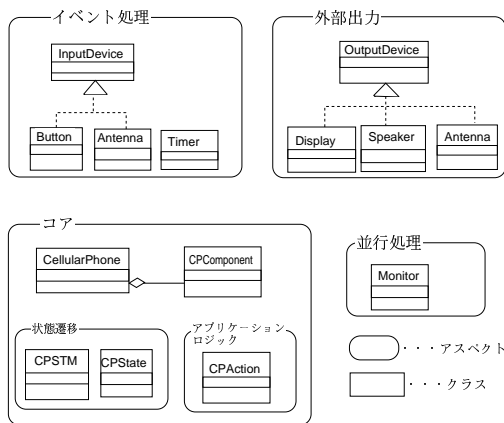 イベント処理
InputDevice
Button
Antenna
Timer
外部出力
OutputDevice
Display
Speaker
Antenna
コア
CellularPhone
CPComponent
状態遷移
CPSTM
CPState
アプリケーション
ロジック
CPAction
並行処理
Monitor
・・・アスペクト
・・・クラス